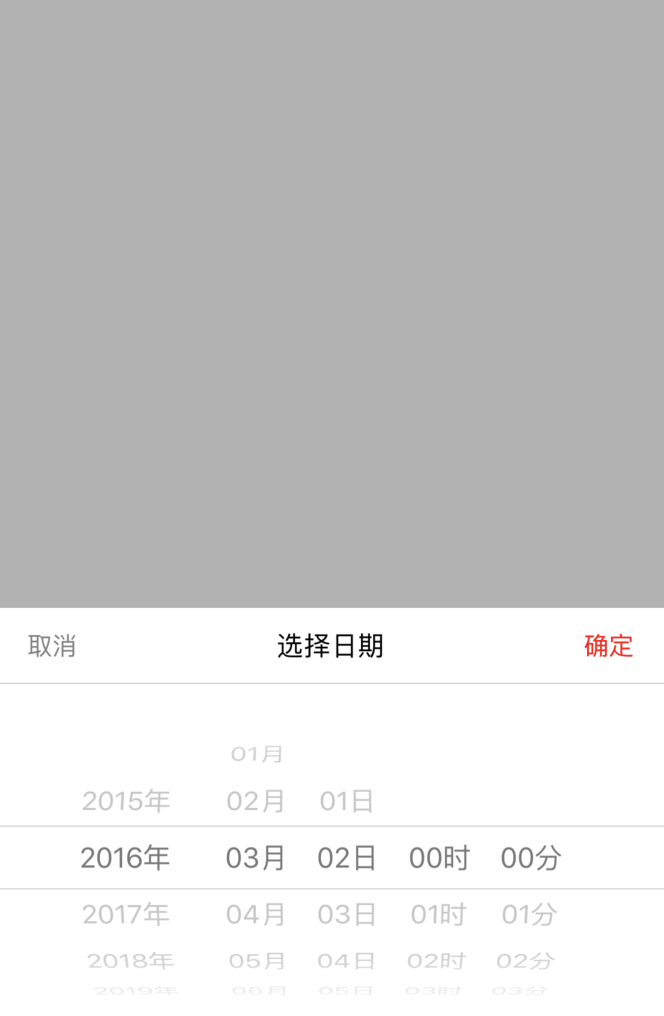 取消 选择日期 确定
01月
2015年 02月 01日
2016年 03月 02日 00时 00分
2017年 04月 03日 01时 01分
2018年 05月 04日 02时 02分
2019年 06月 05日 03时 03分